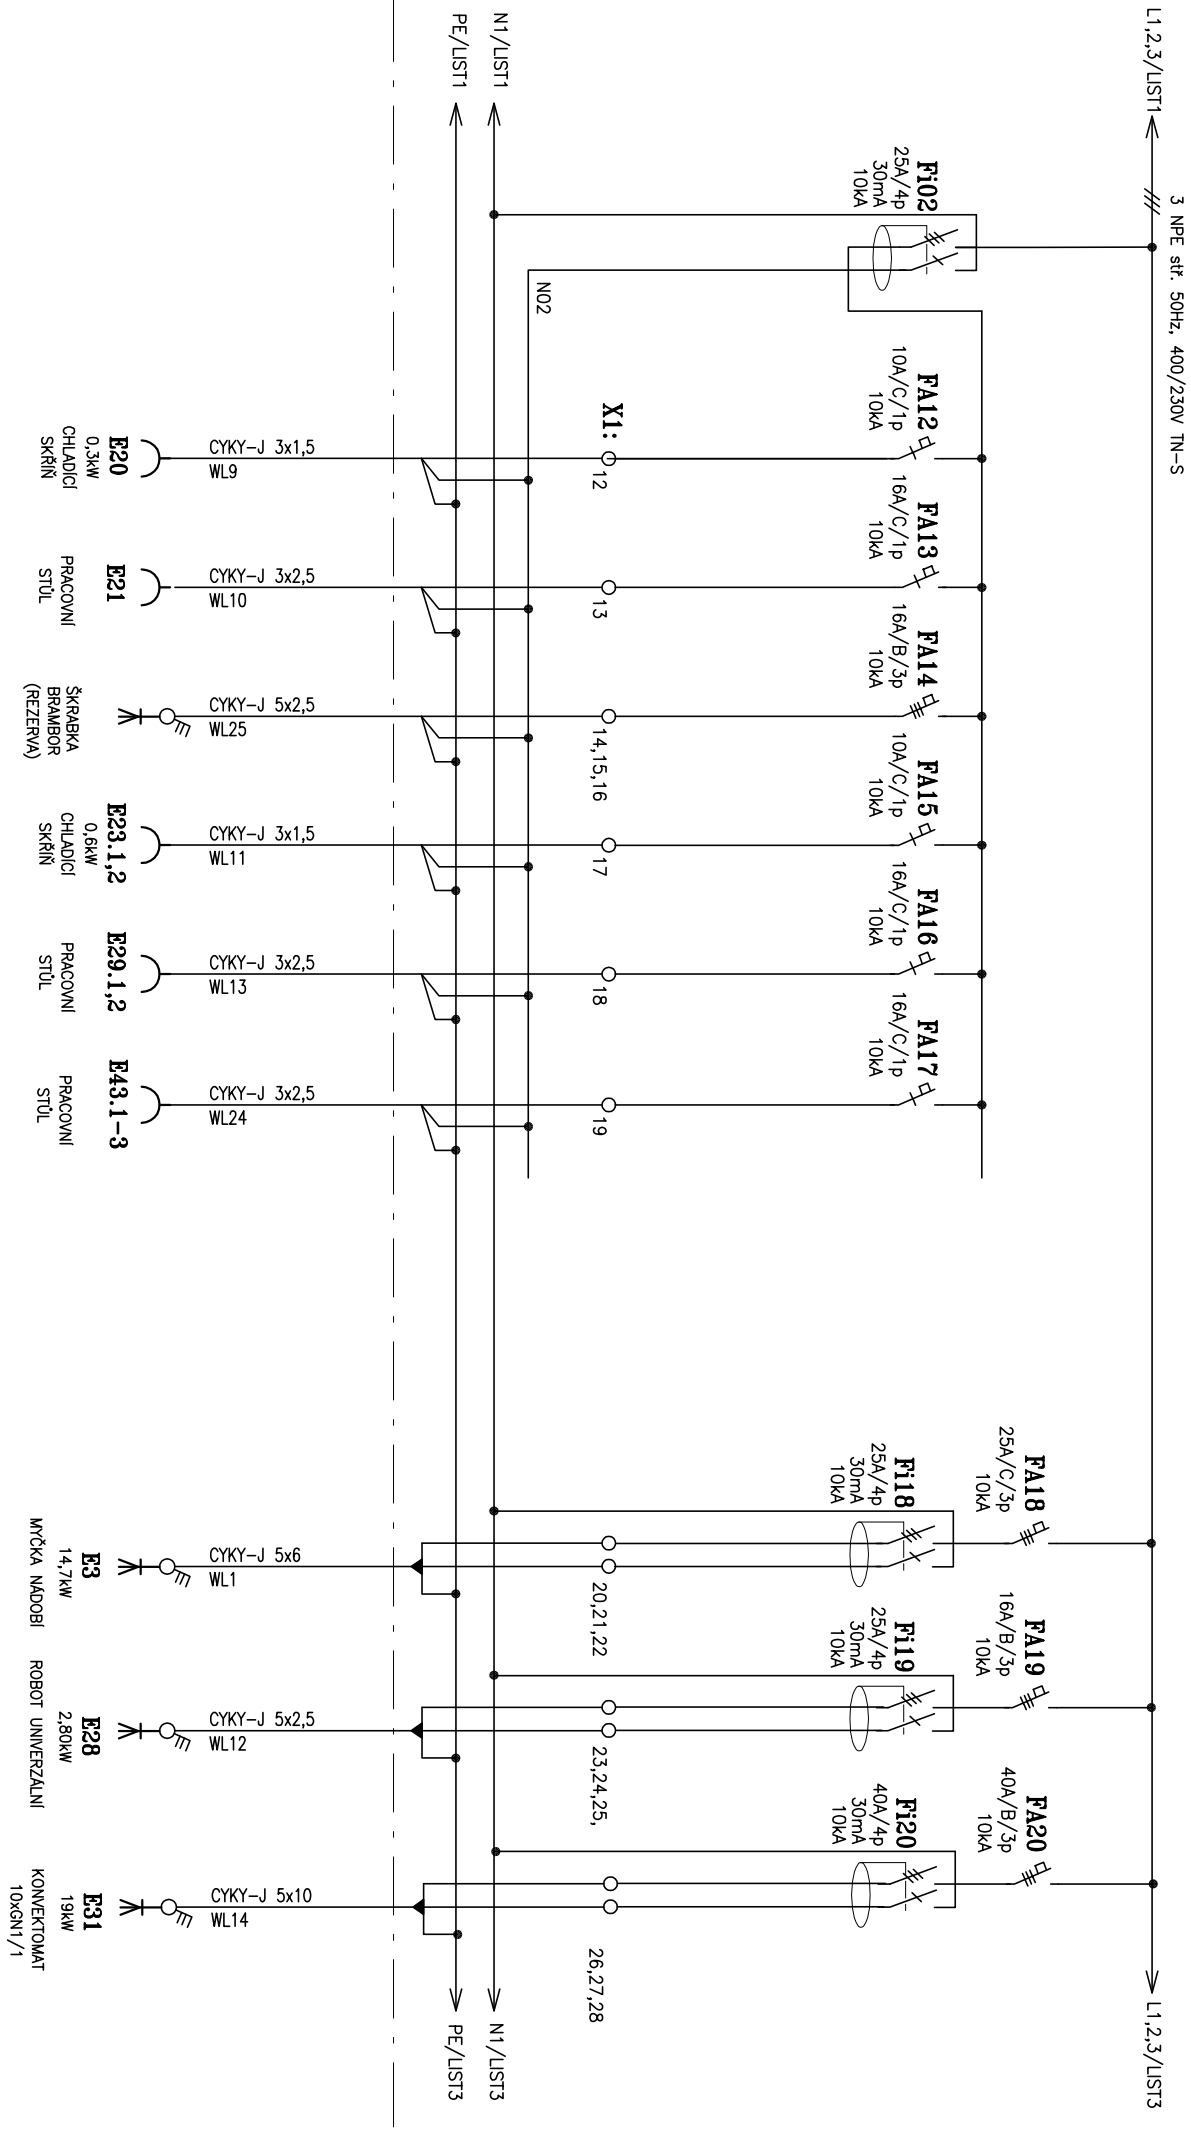 3 NPE stř. 50Hz, 400/230V TN-S
L1,2,3/LIST1
L1,2,3/LIST3
Fi02
25A/4p
30mA
10kA
FA12
10A/C/1p
10kA
FA13
16A/C/1p
10kA
FA14
16A/B/3p
10kA
FA15
10A/C/1p
10kA
FA16
16A/C/1p
10kA
FA17
16A/C/1p
10kA
FA18
25A/C/3p
10kA
FA19
16A/B/3p
10kA
FA20
40A/B/3p
10kA
Fi18
25A/4p
30mA
10kA
Fi19
25A/4p
30mA
10kA
Fi20
40A/4p
30mA
10kA
X1:
12
13
14,15,16
17
18
19
20,21,22
23,24,25,
26,27,28
N02
N1/LIST1
N1/LIST3
PE/LIST1
PE/LIST3
CYKY-J 3x1,5
WL9
CYKY-J 3x2,5
WL10
CYKY-J 5x2,5
WL25
CYKY-J 3x1,5
WL11
CYKY-J 3x2,5
WL13
CYKY-J 3x2,5
WL24
CYKY-J 5x6
WL1
CYKY-J 5x2,5
WL12
CYKY-J 5x10
WL14
E20
0,3kW
CHLADÍCÍ
SKŘÍŇ
E21
PRACOVNÍ
STŮL
ŠKRABKA
BRAMBOR
(REZERVA)
E23.1,2
0,6kW
CHLADÍCÍ
SKŘÍŇ
E29.1,2
PRACOVNÍ
STŮL
E43.1-3
PRACOVNÍ
STŮL
E3
14,7kW
MYČKA NÁDOBÍ
E28
2,80kW
ROBOT UNIVERZÁLNÍ
E31
19kW
KONVEKTOMAT
10xGN1/1